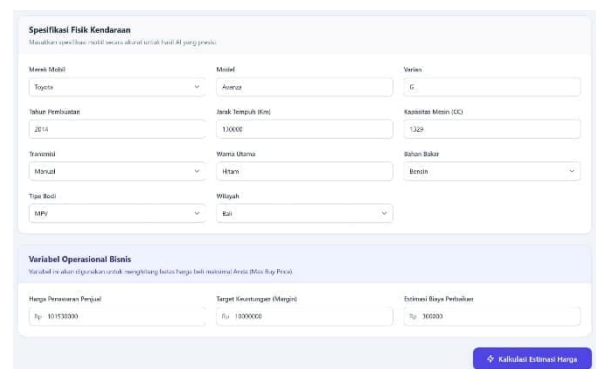 Spesifikasi Fisik Kendaraan
Masukkan spesifikasi mobil secara akurat untuk hasil AI yang presisi.
Merek Mobil Model Varian
Toyota Avanza G
Tahun Pembuatan Jarak Tempuh (Km) Kapasitas Mesin (CC)
2014 130000 1329
Transmisi Warna Utama Bahan Bakar
Manual Hitam Bensin
Tipe Bodi Wilayah
MPV Bali
Variabel Operasional Bisnis
Variabel ini akan digunakan untuk menghitung batas harga beli maksimal Anda (Max Buy Price).
Harga Penawaran Penjual Target Keuntungan (Margin) Estimasi Biaya Perbaikan
Rp 101530000 Rp 10000000 Rp 300000
Kalkulasi Estimasi Harga